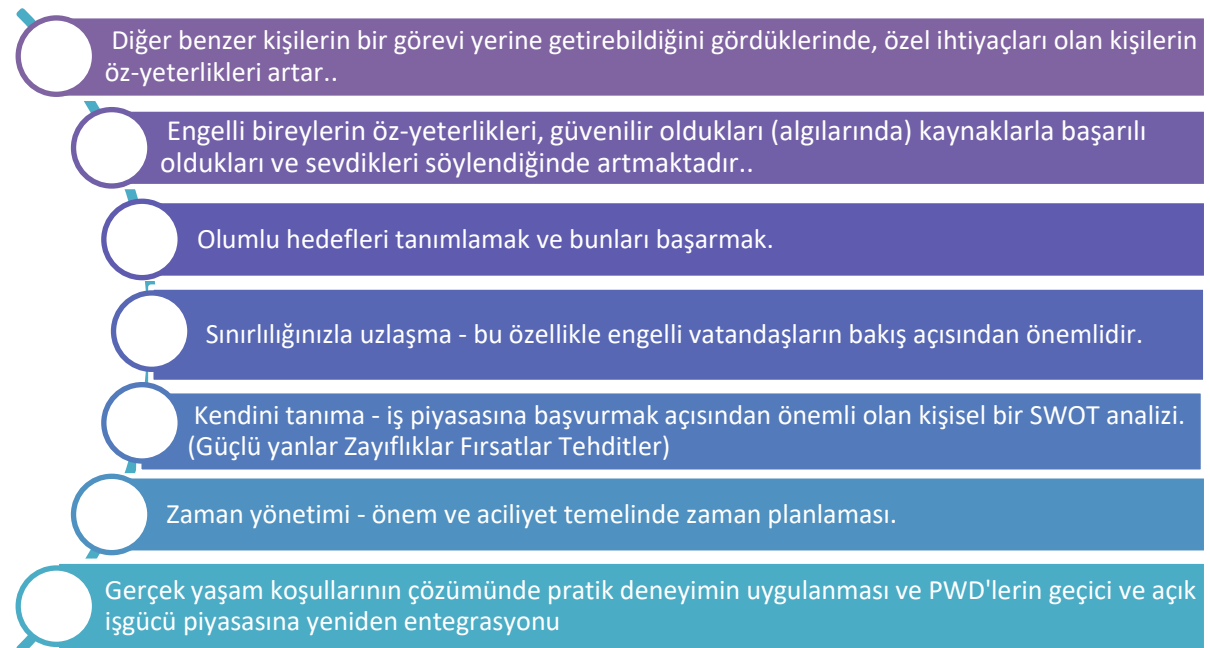 Diğer benzer kişilerin bir görevi yerine getirebildiğini gördüklerinde, özel ihtiyaçları olan kişilerin
öz-yeterlikleri artar..
Engelli bireylerin öz-yeterlikleri, güvenilir oldukları (algılarında) kaynaklarla başarılı
oldukları ve sevdikleri söylendiğinde artmaktadır..
Olumlu hedefleri tanımlamak ve bunları başarmak.
Sınırlılığınızla uzlaşma - bu özellikle engelli vatandaşların bakış açısından önemlidir.
Kendini tanıma - iş piyasasına başvurmak açısından önemli olan kişisel bir SWOT analizi.
(Güçlü yanlar Zayıflıklar Fırsatlar Tehditler)
Zaman yönetimi - önem ve aciliyet temelinde zaman planlaması.
Gerçek yaşam koşullarının çözümünde pratik deneyimin uygulanması ve PWD'lerin geçici ve açık
işgücü piyasasına yeniden entegrasyonu